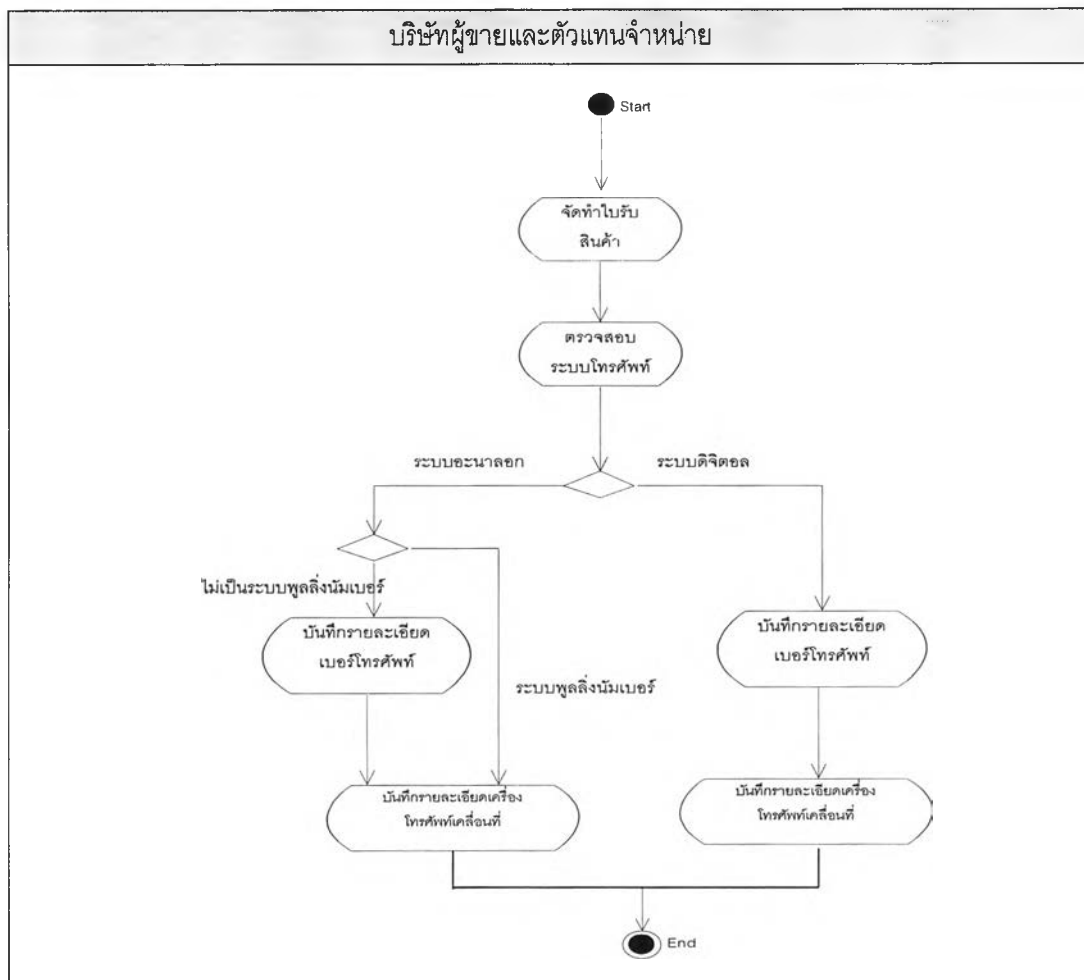 บริษัทผู้ขายและตัวแทนจำหน่าย
Start
จัดทำใบรับ
สินค้า
ตรวจสอบ
ระบบโทรศัพท์
ระบบอะนาลอก
ระบบดิจิตอล
ไม่เป็นระบบพูลลิ่งนัมเบอร์
บันทึกรายละเอียด
เบอร์โทรศัพท์
บันทึกรายละเอียด
เบอร์โทรศัพท์
ระบบพูลลิ่งนัมเบอร์
บันทึกรายละเอียดเครื่อง
โทรศัพท์เคลื่อนที่
บันทึกรายละเอียดเครื่อง
โทรศัพท์เคลื่อนที่
End